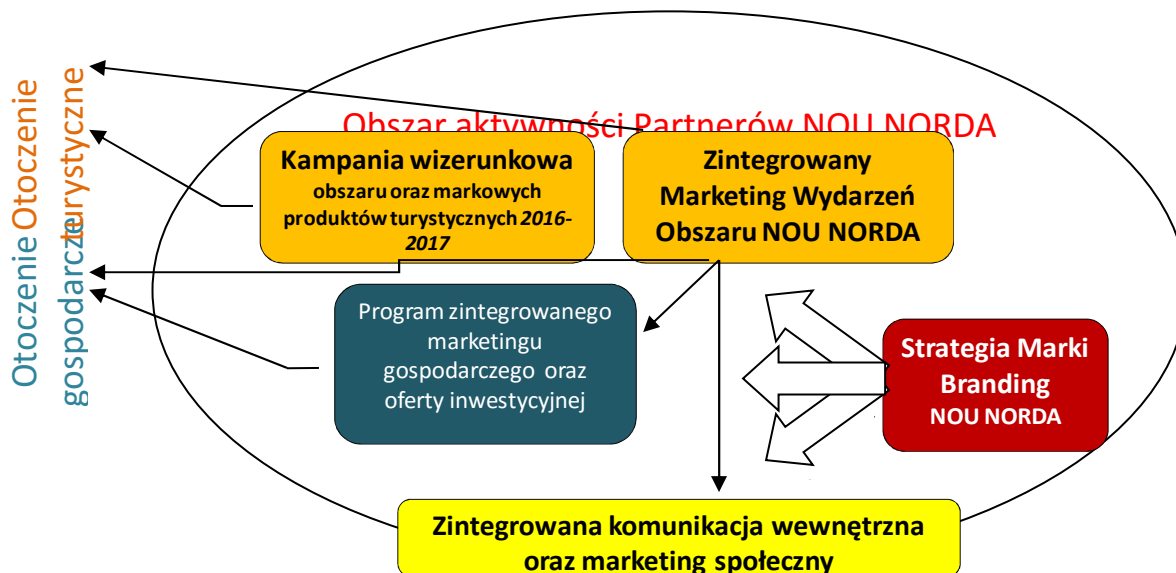 Obszar aktywności Partnerów NOU NORDA
Otoczenie
turystyczne
Otoczenie
gospodarcze
Kampania wizerunkowa
obszaru oraz markowych
produktów turystycznych 2016-
2017
Zintegrowany
Marketing Wydarzeń
Obszaru NOU NORDA
Program zintegrowanego
marketingu
gospodarczego oraz
oferty inwestycyjnej
Strategia Marki
Branding
NOU NORDA
Zintegrowana komunikacja wewnętrzna
oraz marketing społeczny